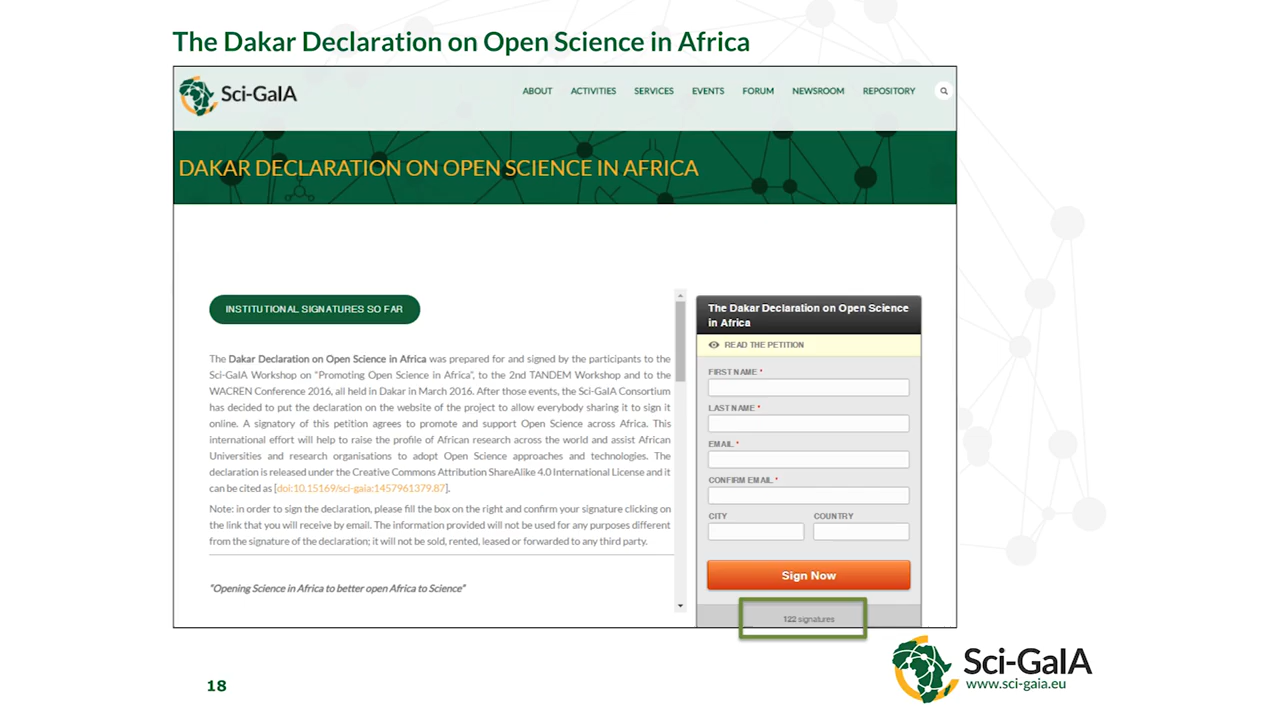 The Dakar Declaration on Open Science in Africa
Sci-GaIA
ABOUT ACTIVITIES SERVICES EVENTS FORUM NEWSROOM REPOSITORY
DAKAR DECLARATION ON OPEN SCIENCE IN AFRICA
INSTITUTIONAL SIGNATURES SO FAR
The Dakar Declaration on Open Science in Africa was prepared for and signed by the participants to the
Sci-GaIA Workshop on "Promoting Open Science in Africa", to the 2nd TANDEM Workshop and to the
WACREN Conference 2016, all held in Dakar in March 2016. After those events, the Sci-GaIA Consortium
has decided to put the declaration on the website of the project to allow everybody sharing it to sign it
online. A signatory of this petition agrees to promote and support Open Science across Africa. This
international effort will help to raise the profile of African research across the world and assist African
Universities and research organisations to adopt Open Science approaches and technologies. The
declaration is released under the Creative Commons Attribution ShareAlike 4.0 International License and it
can be cited as [doi:10.15169/sci-gaia:1457961379.87].
Note: in order to sign the declaration, please fill the box on the right and confirm your signature clicking on
the link that you will receive by email. The information provided will not be used for any purposes different
from the signature of the declaration; it will not be sold, rented, leased or forwarded to any third party.
"Opening Science in Africa to better open Africa to Science"
The Dakar Declaration on Open Science
in Africa
READ THE PETITION
FIRST NAME *
LAST NAME *
EMAIL *
CONFIRM EMAIL *
CITY COUNTRY
Sign Now
122 signatures
Sci-GaIA
www.sci-gaia.eu
18